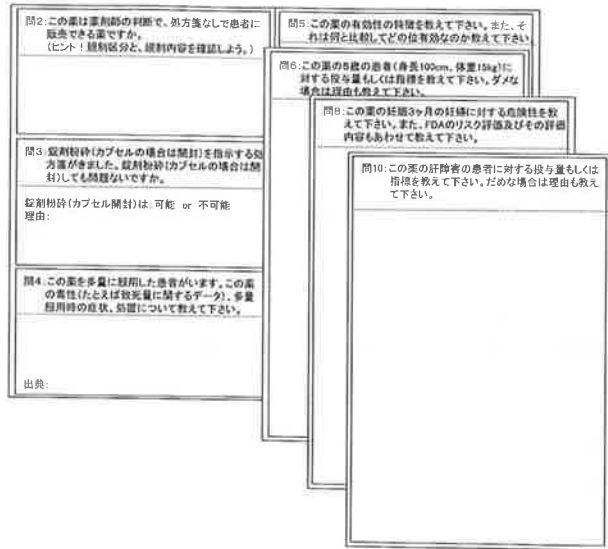 問2:この薬は薬剤師の判断で、処方箋なしで患者に
販売できる薬ですか。
(ヒント！規制区分と、規制内容を確認しよう。)
問3:錠剤粉砕(カプセルの場合は開封)を指示する処
方箋がきました。錠剤粉砕(カプセルの場合は開
封)しても問題ないですか。
錠剤粉砕(カプセル開封)は 可能 or 不可能
理由:
問4:この薬を多量に服用した患者がいます。この薬
の毒性(たとえば致死量に関するデータ)、多量
服用時の症状、処置について教えて下さい。
出典:
問5:この薬の有効性の特徴を教えて下さい。また、そ
れは何と比較してどの位有効なのか教えて下さい
問6:この薬の5歳の患者(身長100cm、体重15kg)に
対する投与量もしくは指標を教えて下さい。ダメな
場合は理由も教えて下さい。
問8:この薬の妊娠3ヶ月の妊婦に対する危険性を教
えて下さい。また、FDAのリスク評価及びその評価
内容もあわせて教えて下さい。
問10:この薬の肝障害の患者に対する投与量もしくは
指標を教えて下さい。だめな場合は理由も教え
て下さい。